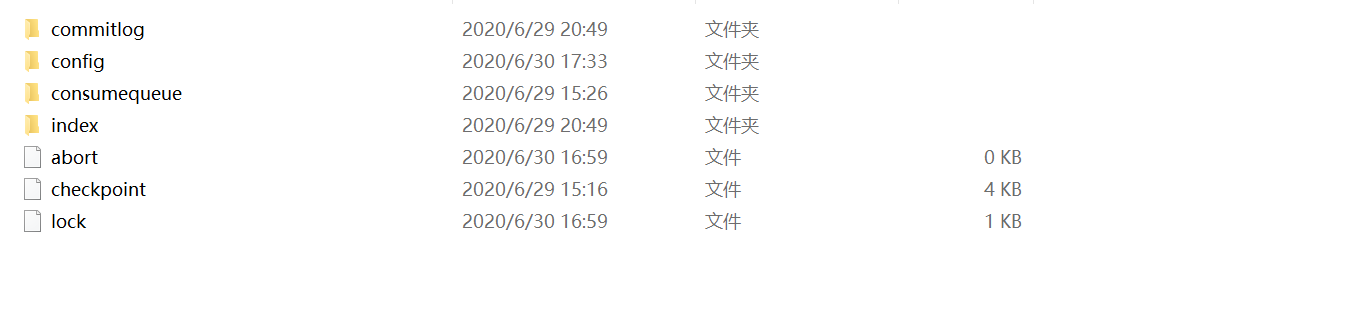 commitlog 2020/6/29 20:49 文件夹
config 2020/6/30 17:33 文件夹
consumequeue 2020/6/29 15:26 文件夹
index 2020/6/29 20:49 文件夹
abort 2020/6/30 16:59 文件 0 KB
checkpoint 2020/6/29 15:16 文件 4 KB
lock 2020/6/30 16:59 文件 1 KB